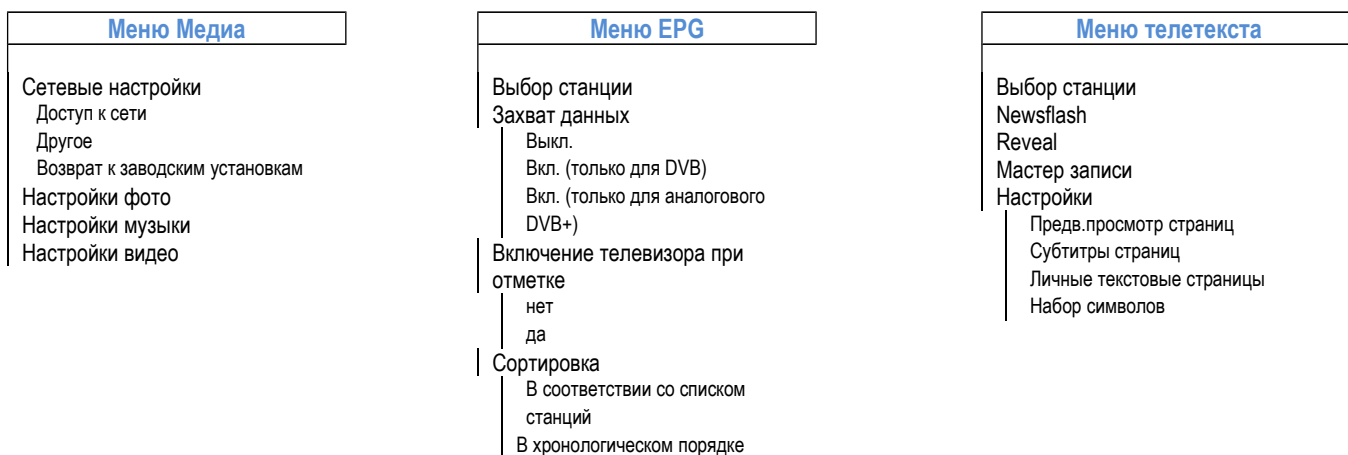 Меню Медиа
Сетевые настройки
Доступ к сети
Другое
Возврат к заводским установкам
Настройки фото
Настройки музыки
Настройки видео
Меню EPG
Выбор станции
Захват данных
Выкл.
Вкл. (только для DVB)
Вкл. (только для аналогового
DVB+)
Включение телевизора при
отметке
нет
да
Сортировка
В соответствии со списком
станций
В хронологическом порядке
Меню телетекста
Выбор станции
Newsflash
Reveal
Мастер записи
Настройки
Предв.просмотр страниц
Субтитры страниц
Личные текстовые страницы
Набор символов